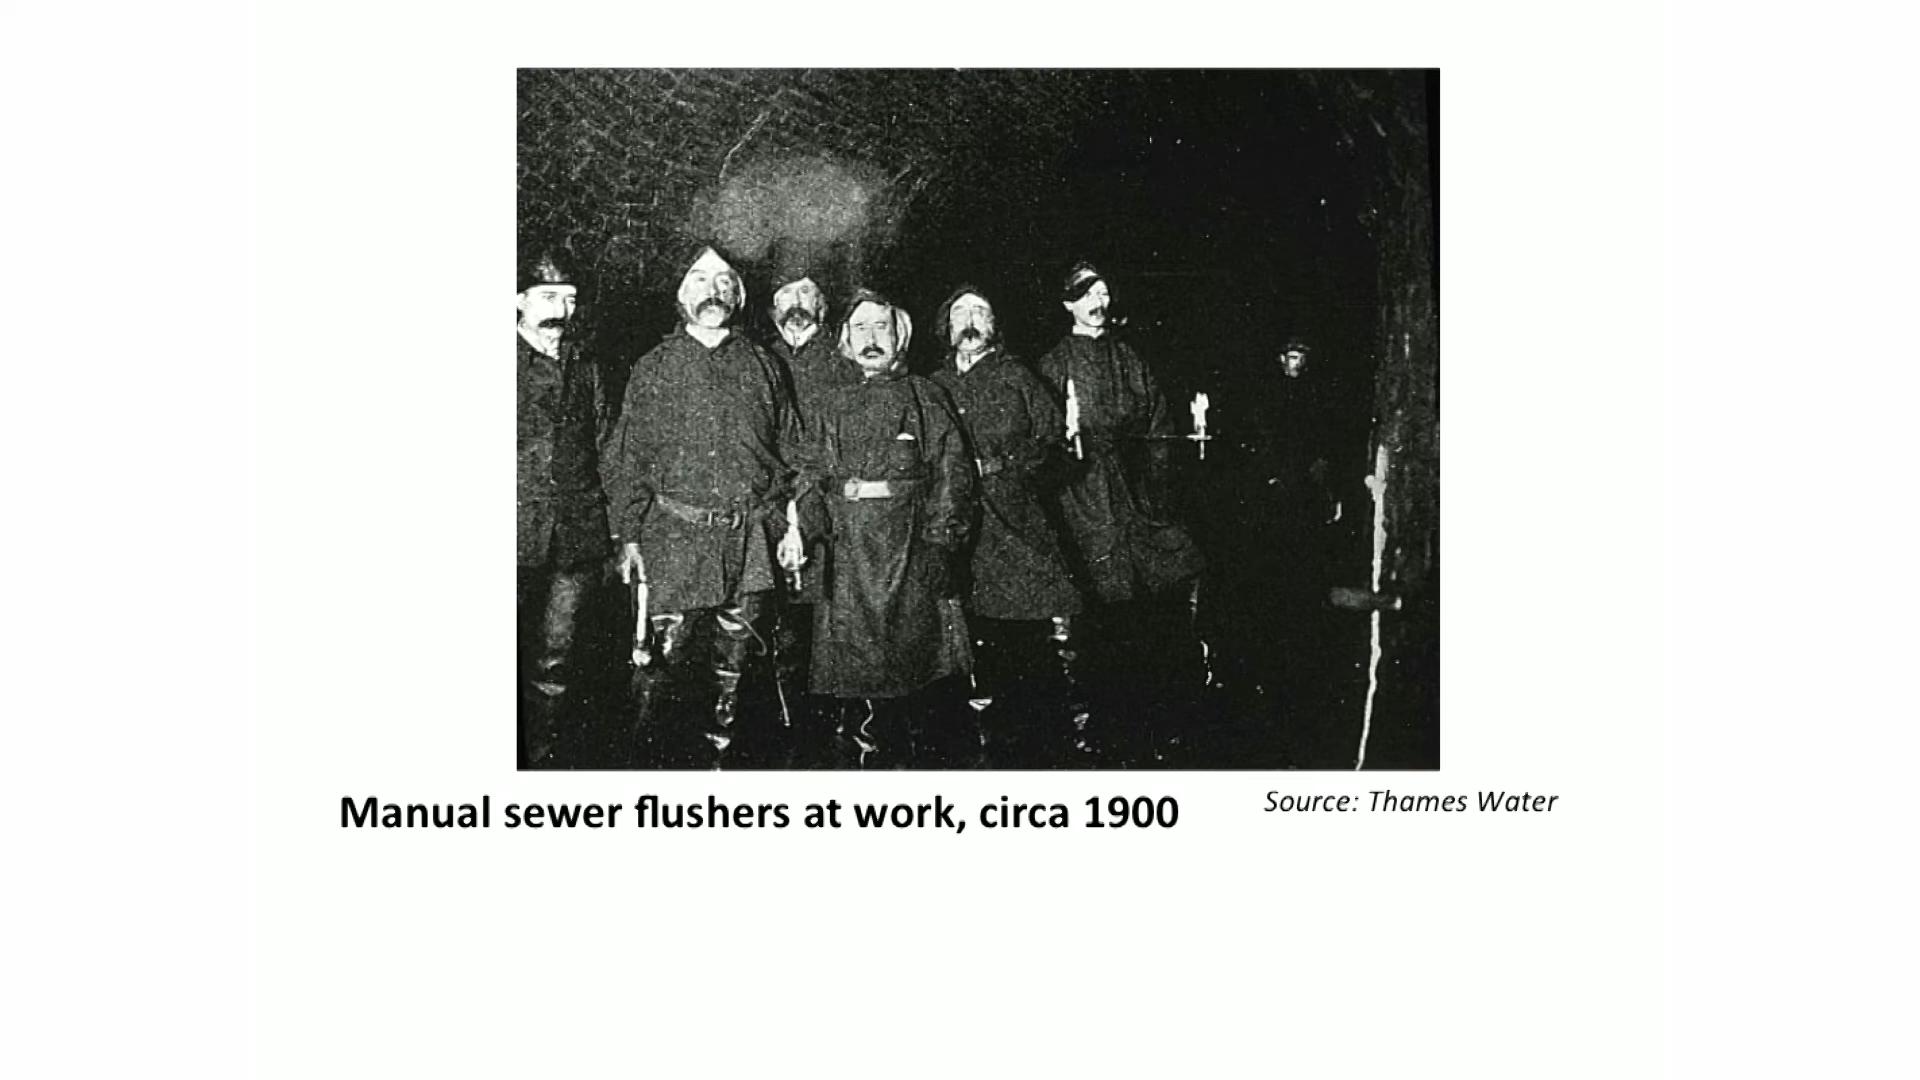 Manual sewer flushers at work, circa 1900
Source: Thames Water